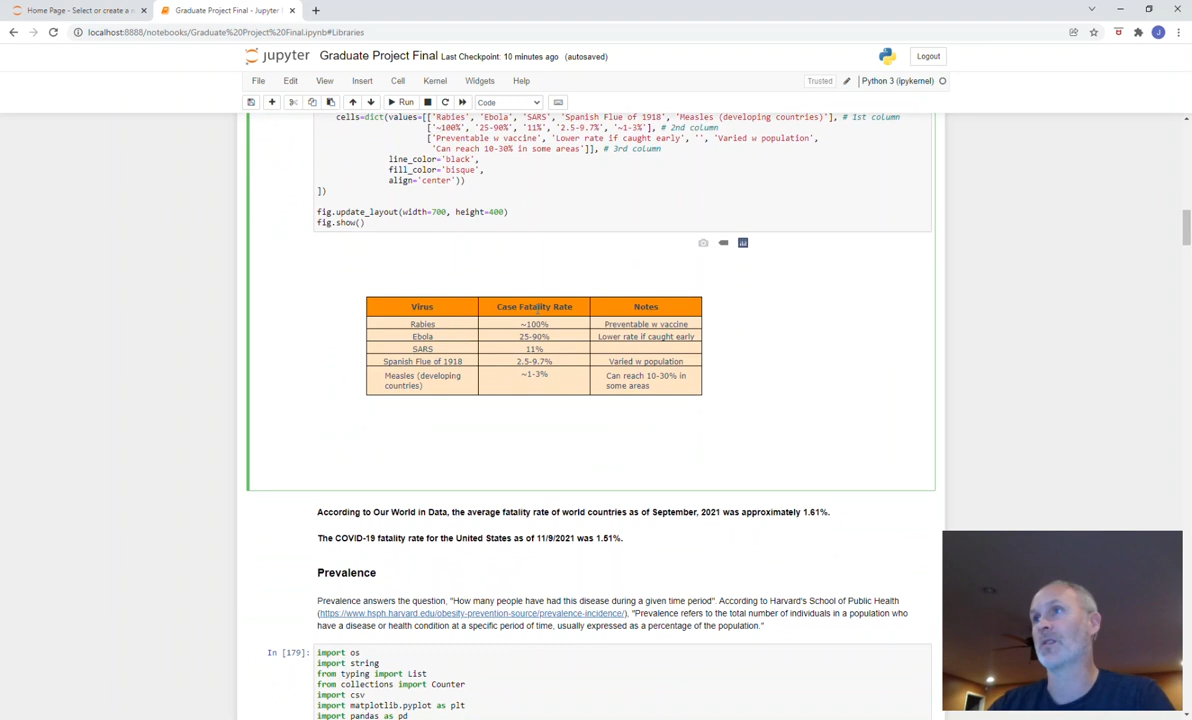 Home Page - Select or create a n
Graduate Project Final - Jupyter
localhost:8888/notebooks/Graduate%20Project%20Final.ipynb#Libraries
J
jupyter Graduate Project Final Last Checkpoint: 10 minutes ago (autosaved)
Logout
File Edit View Insert Cell Kernel Widgets Help
Trusted Python 3 (ipykernel)
Run Code
cells=dict(values=[['Rabies', 'Ebola', 'SARS', 'Spanish Flue of 1918', 'Measles (developing countries)'], # 1st column
['~100%', '25-90%', '11%', '2.5-9.7%', '~1-3%'], # 2nd column
['Preventable w vaccine', 'Lower rate if caught early', '', 'Varied w population',
'Can reach 10-30% in some areas']], # 3rd column
line_color='black',
fill_color='bisque',
align='center'))
])
fig.update_layout(width=700, height=400)
fig.show()
Virus Case Fatality Rate Notes
Rabies ~100% Preventable w vaccine
Ebola 25-90% Lower rate if caught early
SARS 11%
Spanish Flue of 1918 2.5-9.7% Varied w population
Measles (developing ~1-3% Can reach 10-30% in
countries) some areas
According to Our World in Data, the average fatality rate of world countries as of September, 2021 was approximately 1.61%.
The COVID-19 fatality rate for the United States as of 11/9/2021 was 1.51%.
Prevalence
Prevalence answers the question, "How many people have had this disease during a given time period". According to Harvard's School of Public Health
(https://www.hsph.harvard.edu/obesity-prevention-source/prevalence-incidence/), "Prevalence refers to the total number of individuals in a population who
have a disease or health condition at a specific period of time, usually expressed as a percentage of the population."
In [179]: import os
import string
from typing import List
from collections import Counter
import csv
import matplotlib.pyplot as plt
import pandas as pd